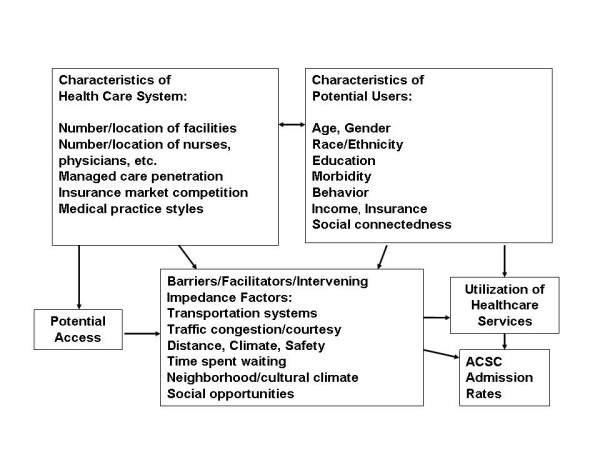 Characteristics of
Health Care System:
Number/location of facilities
Number/location of nurses,
physicians, etc.
Managed care penetration
Insurance market competition
Medical practice styles
Characteristics of
Potential Users:
Age, Gender
Race/Ethnicity
Education
Morbidity
Behavior
Income, Insurance
Social connectedness
Potential
Access
Barriers/Facilitators/Intervening
Impedance Factors:
Transportation systems
Traffic congestion/courtesy
Distance, Climate, Safety
Time spent waiting
Neighborhood/cultural climate
Social opportunities
Utilization of
Healthcare
Services
ACSC
Admission
Rates